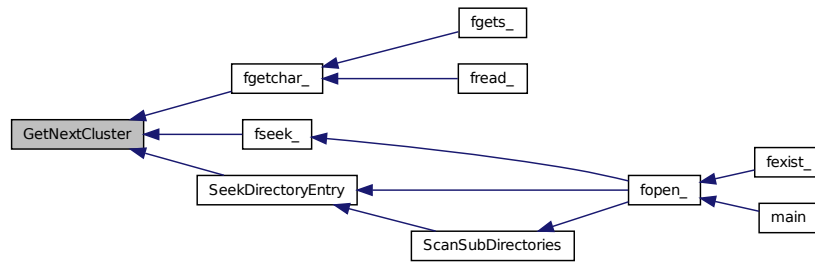 fgets_
fgetchar_
fread_
GetNextCluster
fseek_
fexist_
SeekDirectoryEntry
fopen_
main
ScanSubDirectories